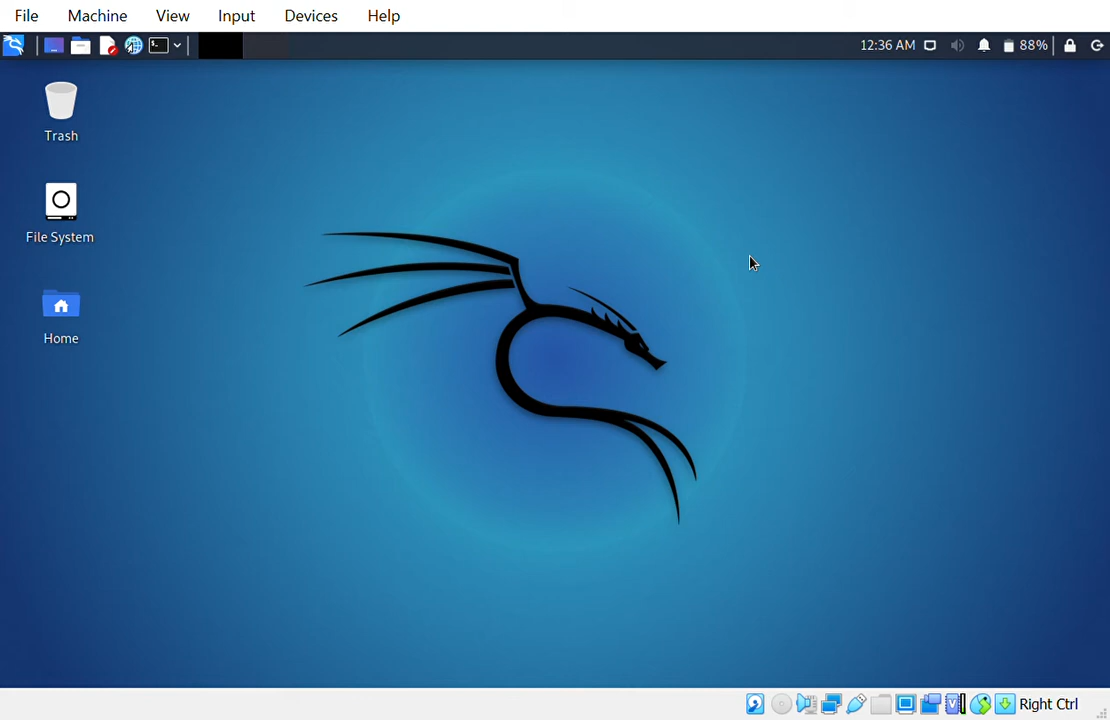 File Machine View Input Devices Help
12:36 AM 88%
Trash
File System
Home
Right Ctrl